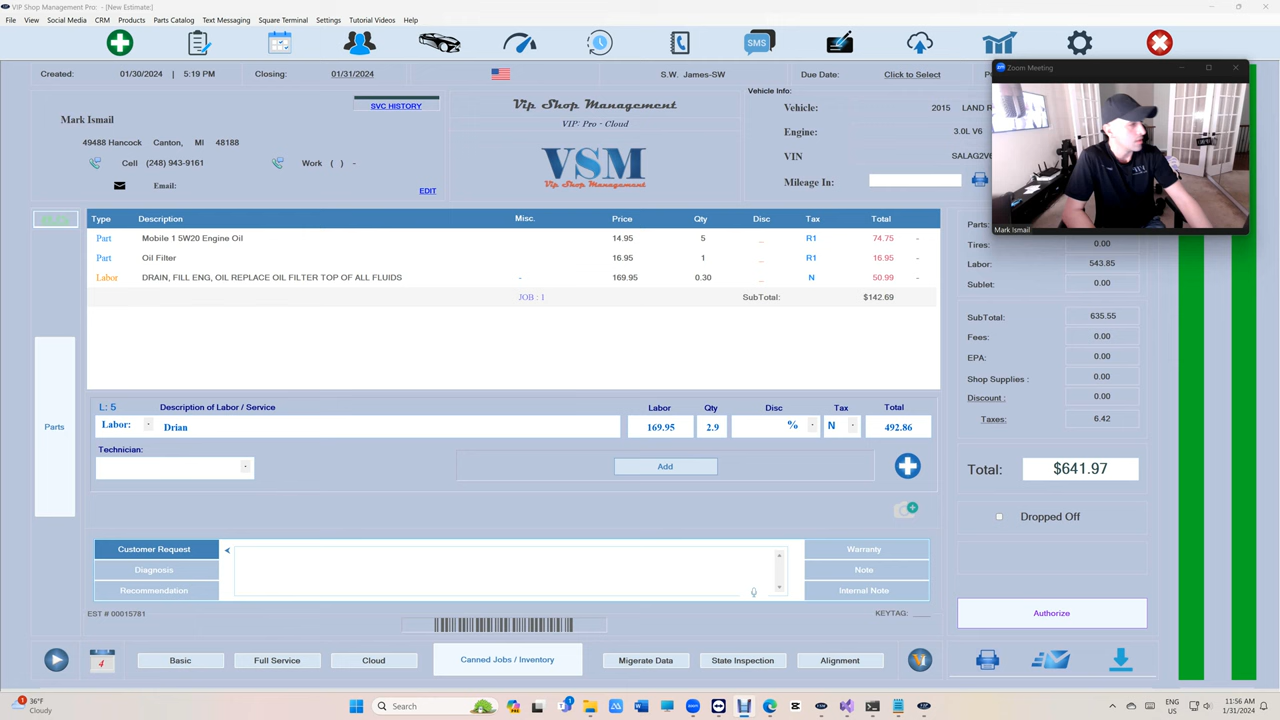 VIP Shop Management Pro: - [New Estimate:]
File View Social Media CRM Products Parts Catalog Text Messaging Square Terminal Settings Tutorial Videos Help
SMS
Zoom Meeting
Mark Ismail
Created: 01/30/2024 | 5:19 PM Closing: 01/31/2024 S.W. James-SW Due Date: Click to Select
SVC HISTORY
Mark Ismail
49488 Hancock Canton, MI 48188
Cell (248) 943-9161 Work ( ) -
Email:
EDIT
Vip Shop Management
VIP: Pro - Cloud
VSM
Vip Shop Management
Vehicle Info:
Vehicle: 2015 LAND R
Engine: 3.0L V6
VIN SALAG2V6
Mileage In:
Type Description Misc. Price Qty Disc Tax Total
Part Mobile 1 5W20 Engine Oil 14.95 5 _ R1 74.75 -
Part Oil Filter 16.95 1 _ R1 16.95 -
Labor DRAIN, FILL ENG, OIL REPLACE OIL FILTER TOP OF ALL FLUIDS - 169.95 0.30 _ N 50.99 -
JOB : 1 SubTotal: $142.69
Parts:
Tires: 0.00
Labor: 543.85
Sublet: 0.00
SubTotal: 635.55
Fees: 0.00
EPA: 0.00
Shop Supplies : 0.00
Discount : 0.00
Taxes: 6.42
Total: $641.97
Dropped Off
Authorize
Parts
L: 5 Description of Labor / Service Labor Qty Disc Tax Total
Labor: Drian 169.95 2.9 % N 492.86
Technician:
Add
Customer Request
Diagnosis
Recommendation
Warranty
Note
Internal Note
EST # 00015781 KEYTAG: ___
4 Basic Full Service Cloud Canned Jobs / Inventory Migerate Data State Inspection Alignment
36°F
Cloudy
Search
11:56 AM
1/31/2024
ENG
US